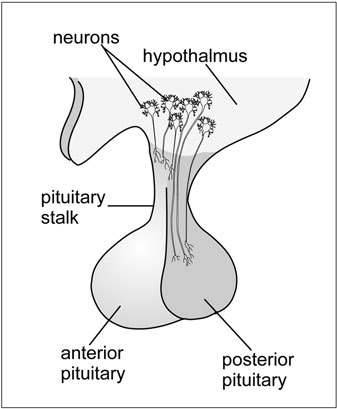 neurons
hypothalmus
pituitary
stalk
anterior
pituitary
posterior
pituitary